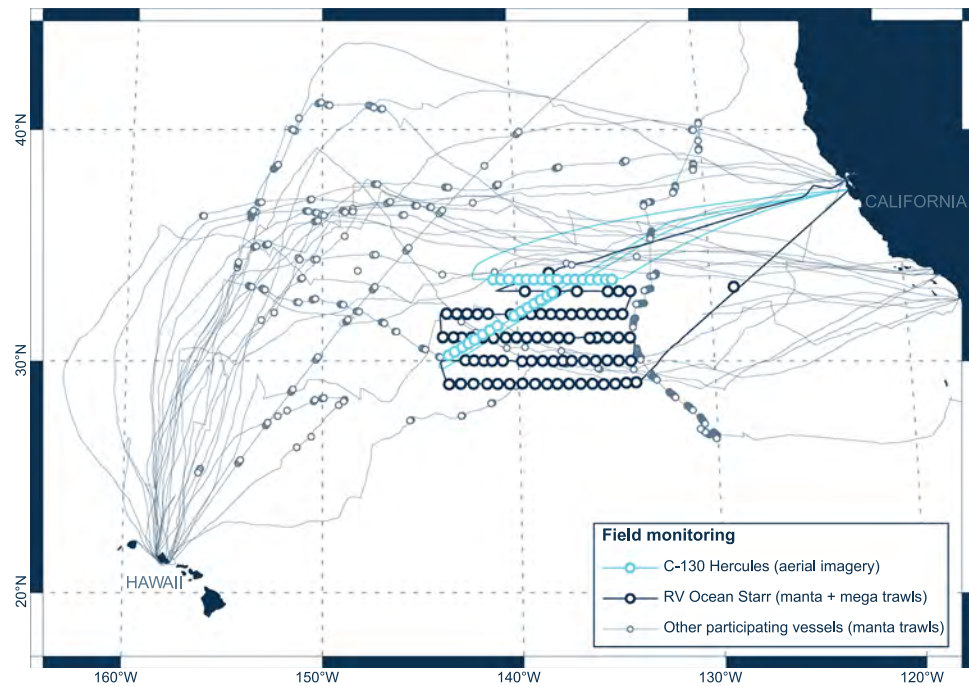 40°N
30°N
20°N
CALIFORNIA
HAWAII
Field monitoring
C-130 Hercules (aerial imagery)
RV Ocean Starr (manta + mega trawls)
Other participating vessels (manta trawls)
160°W
150°W
140°W
130°W
120°W